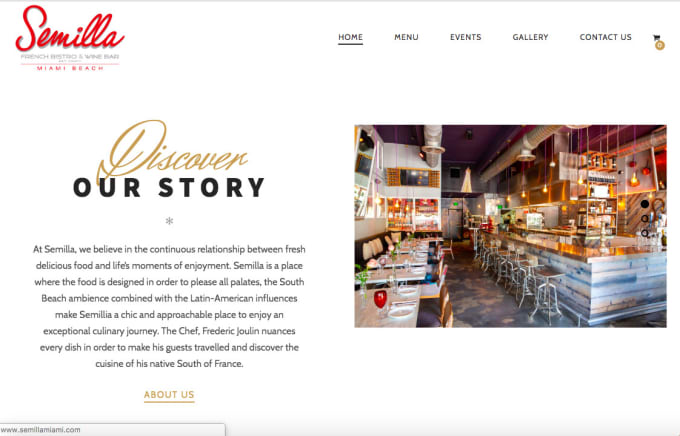 Semilla
FRENCH BISTRO & WINE BAR
MIAMI BEACH
HOME
MENU
EVENTS
GALLERY
CONTACT US
0
Discover
OUR STORY
*
At Semilla, we believe in the continuous relationship between fresh
delicious food and life's moments of enjoyment. Semilla is a place
where the food is designed in order to please all palates, the South
Beach ambience combined with the Latin-American influences
make Semillia a chic and approachable place to enjoy an
exceptional culinary journey. The Chef, Frederic Joulin nuances
every dish in order to make his guests travelled and discover the
cuisine of his native South of France.
ABOUT US
www.semillamiami.com